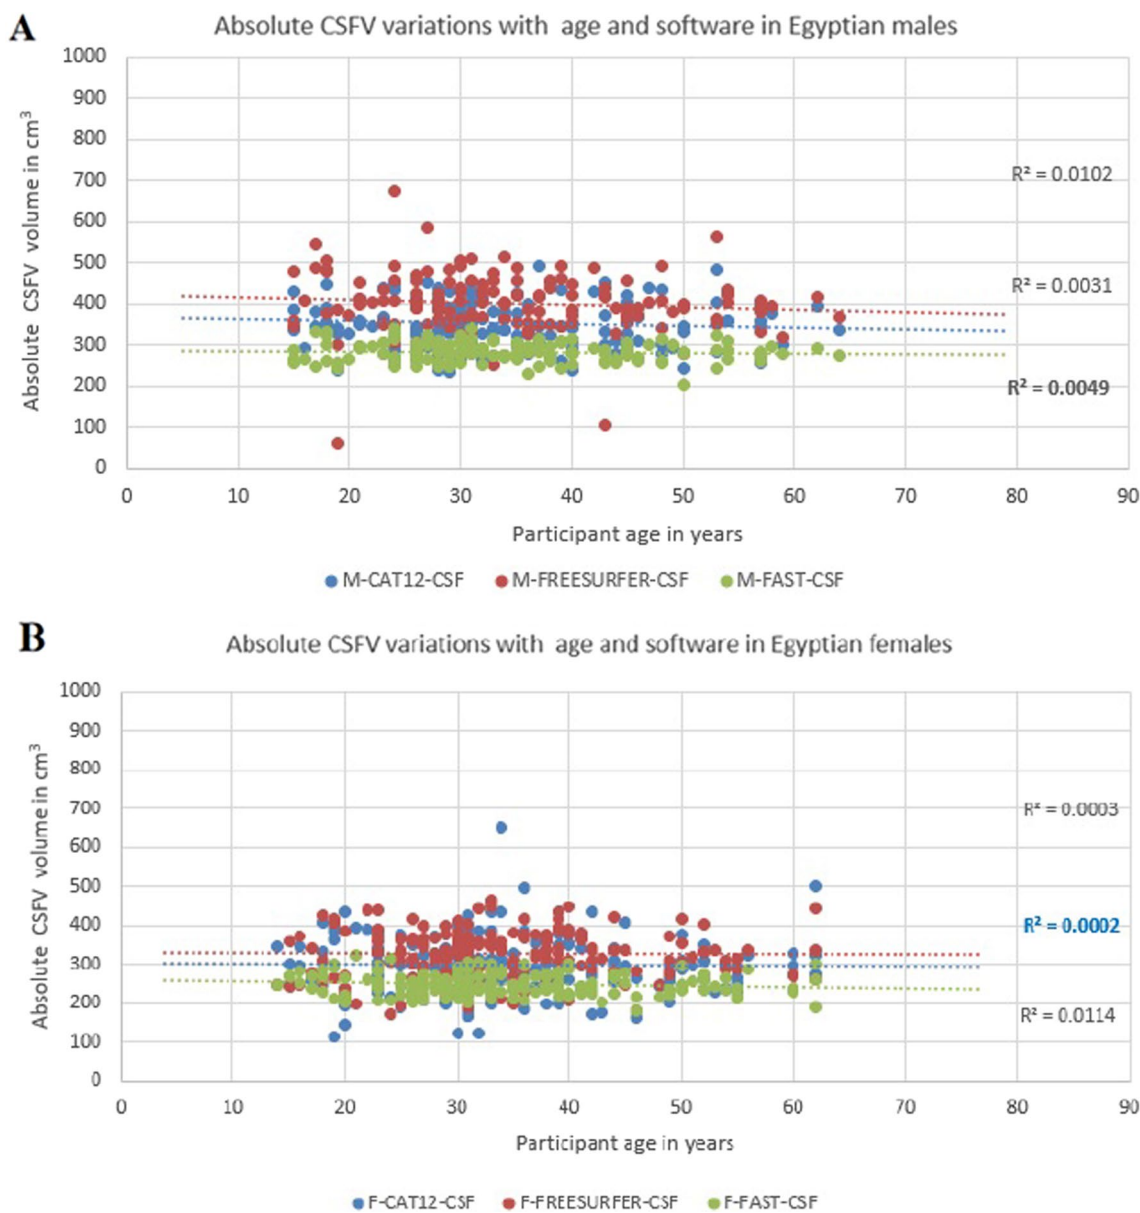 A
Absolute CSFV variations with age and software in Egyptian males
Absolute CSFV volume in cm³
1000
900
800
700
600
500
400
300
200
100
0
R² = 0.0102
R² = 0.0031
R² = 0.0049
0 10 20 30 40 50 60 70 80 90
Participant age in years
M-CAT12-CSF M-FREESURFER-CSF M-FAST-CSF
B
Absolute CSFV variations with age and software in Egyptian females
Absolute CSFV volume in cm³
1000
900
800
700
600
500
400
300
200
100
0
R² = 0.0003
R² = 0.0002
R² = 0.0114
0 10 20 30 40 50 60 70 80 90
Participant age in years
F-CAT12-CSF F-FREESURFER-CSF F-FAST-CSF